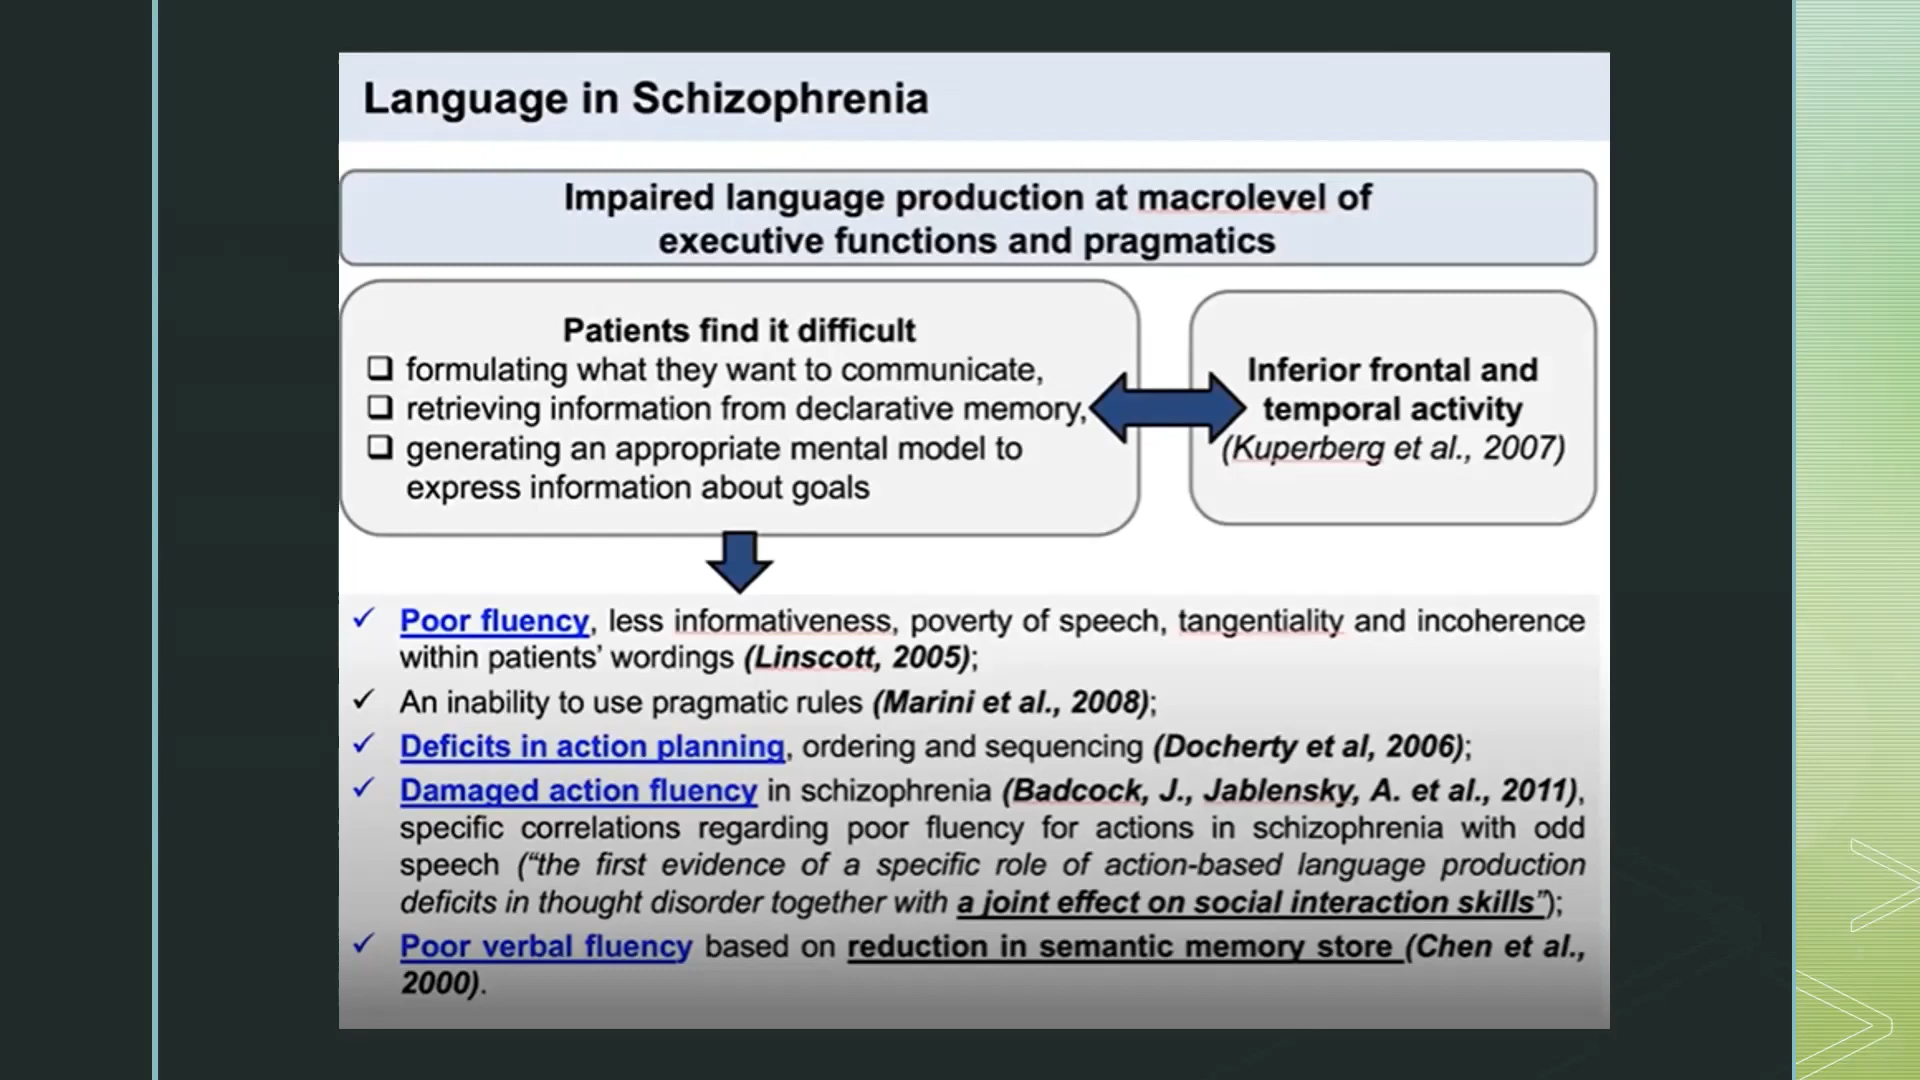 Language in Schizophrenia
Impaired language production at macrolevel of
executive functions and pragmatics
Patients find it difficult
❑ formulating what they want to communicate,
❑ retrieving information from declarative memory,
❑ generating an appropriate mental model to
express information about goals
Inferior frontal and
temporal activity
(Kuperberg et al., 2007)
✓ Poor fluency, less informativeness, poverty of speech, tangentiality and incoherence
within patients’ wordings (Linscott, 2005);
✓ An inability to use pragmatic rules (Marini et al., 2008);
✓ Deficits in action planning, ordering and sequencing (Docherty et al, 2006);
✓ Damaged action fluency in schizophrenia (Badcock, J., Jablensky, A. et al., 2011),
specific correlations regarding poor fluency for actions in schizophrenia with odd
speech (“the first evidence of a specific role of action-based language production
deficits in thought disorder together with a joint effect on social interaction skills”);
✓ Poor verbal fluency based on reduction in semantic memory store (Chen et al.,
2000).